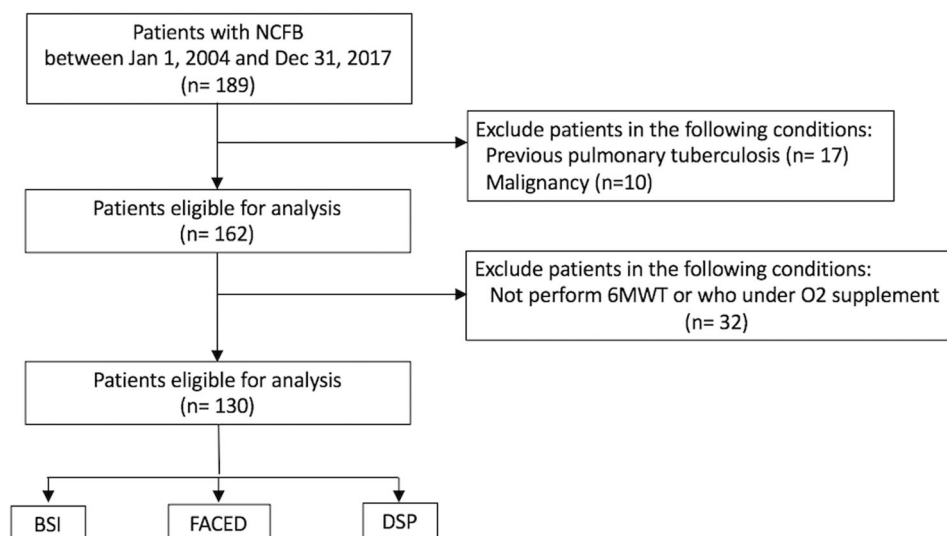 Patients with NCFB
between Jan 1, 2004 and Dec 31, 2017
(n= 189)
Exclude patients in the following conditions:
Previous pulmonary tuberculosis (n= 17)
Malignancy (n=10)
Patients eligible for analysis
(n= 162)
Exclude patients in the following conditions:
Not perform 6MWT or who under O2 supplement
(n= 32)
Patients eligible for analysis
(n= 130)
BSI
FACED
DSP